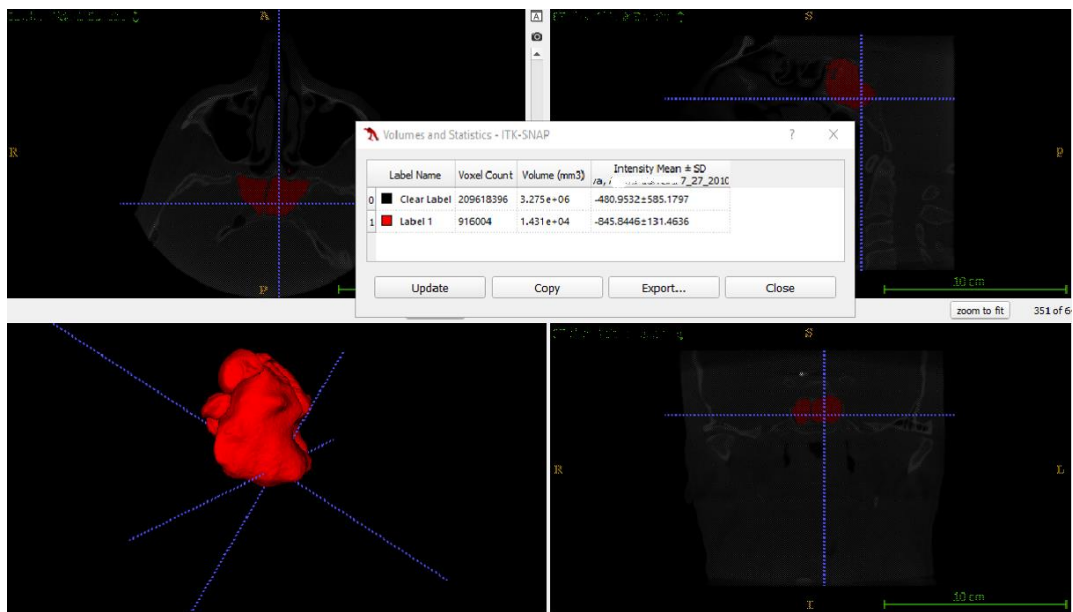 A
A
S
R
P
Volumes and Statistics - ITK-SNAP
?
Label Name Voxel Count Volume (mm3) Intensity Mean ± SD
7_27_2010
0 Clear Label 209618396 3.275e+06 -480.9532±585.1797
1 Label 1 916004 1.431e+04 -845.8446±131.4636
Update Copy Export... Close
P
10 cm
zoom to fit 351 of 6
S
R
L
10 cm
I